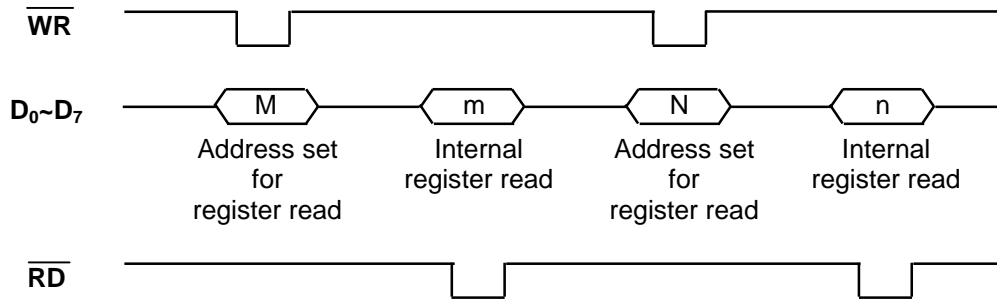 WR
D₀~D₇
M
m
N
n
Address set
for
register read
Internal
register read
Address set
for
register read
Internal
register read
RD